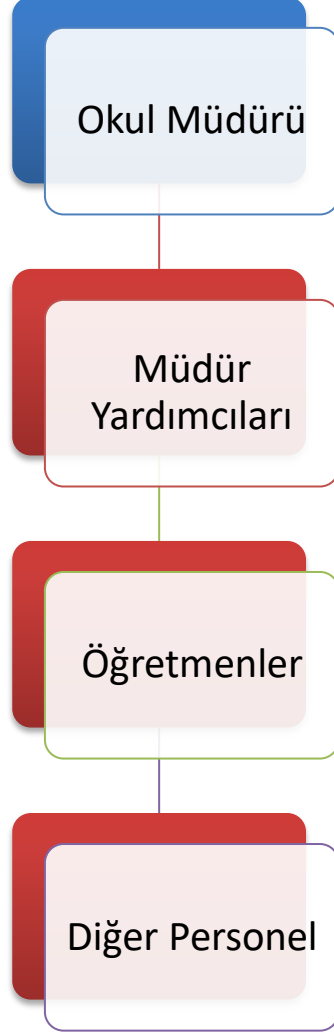 Okul Müdürü
Müdür
Yardımcıları
Öğretmenler
Diğer Personel